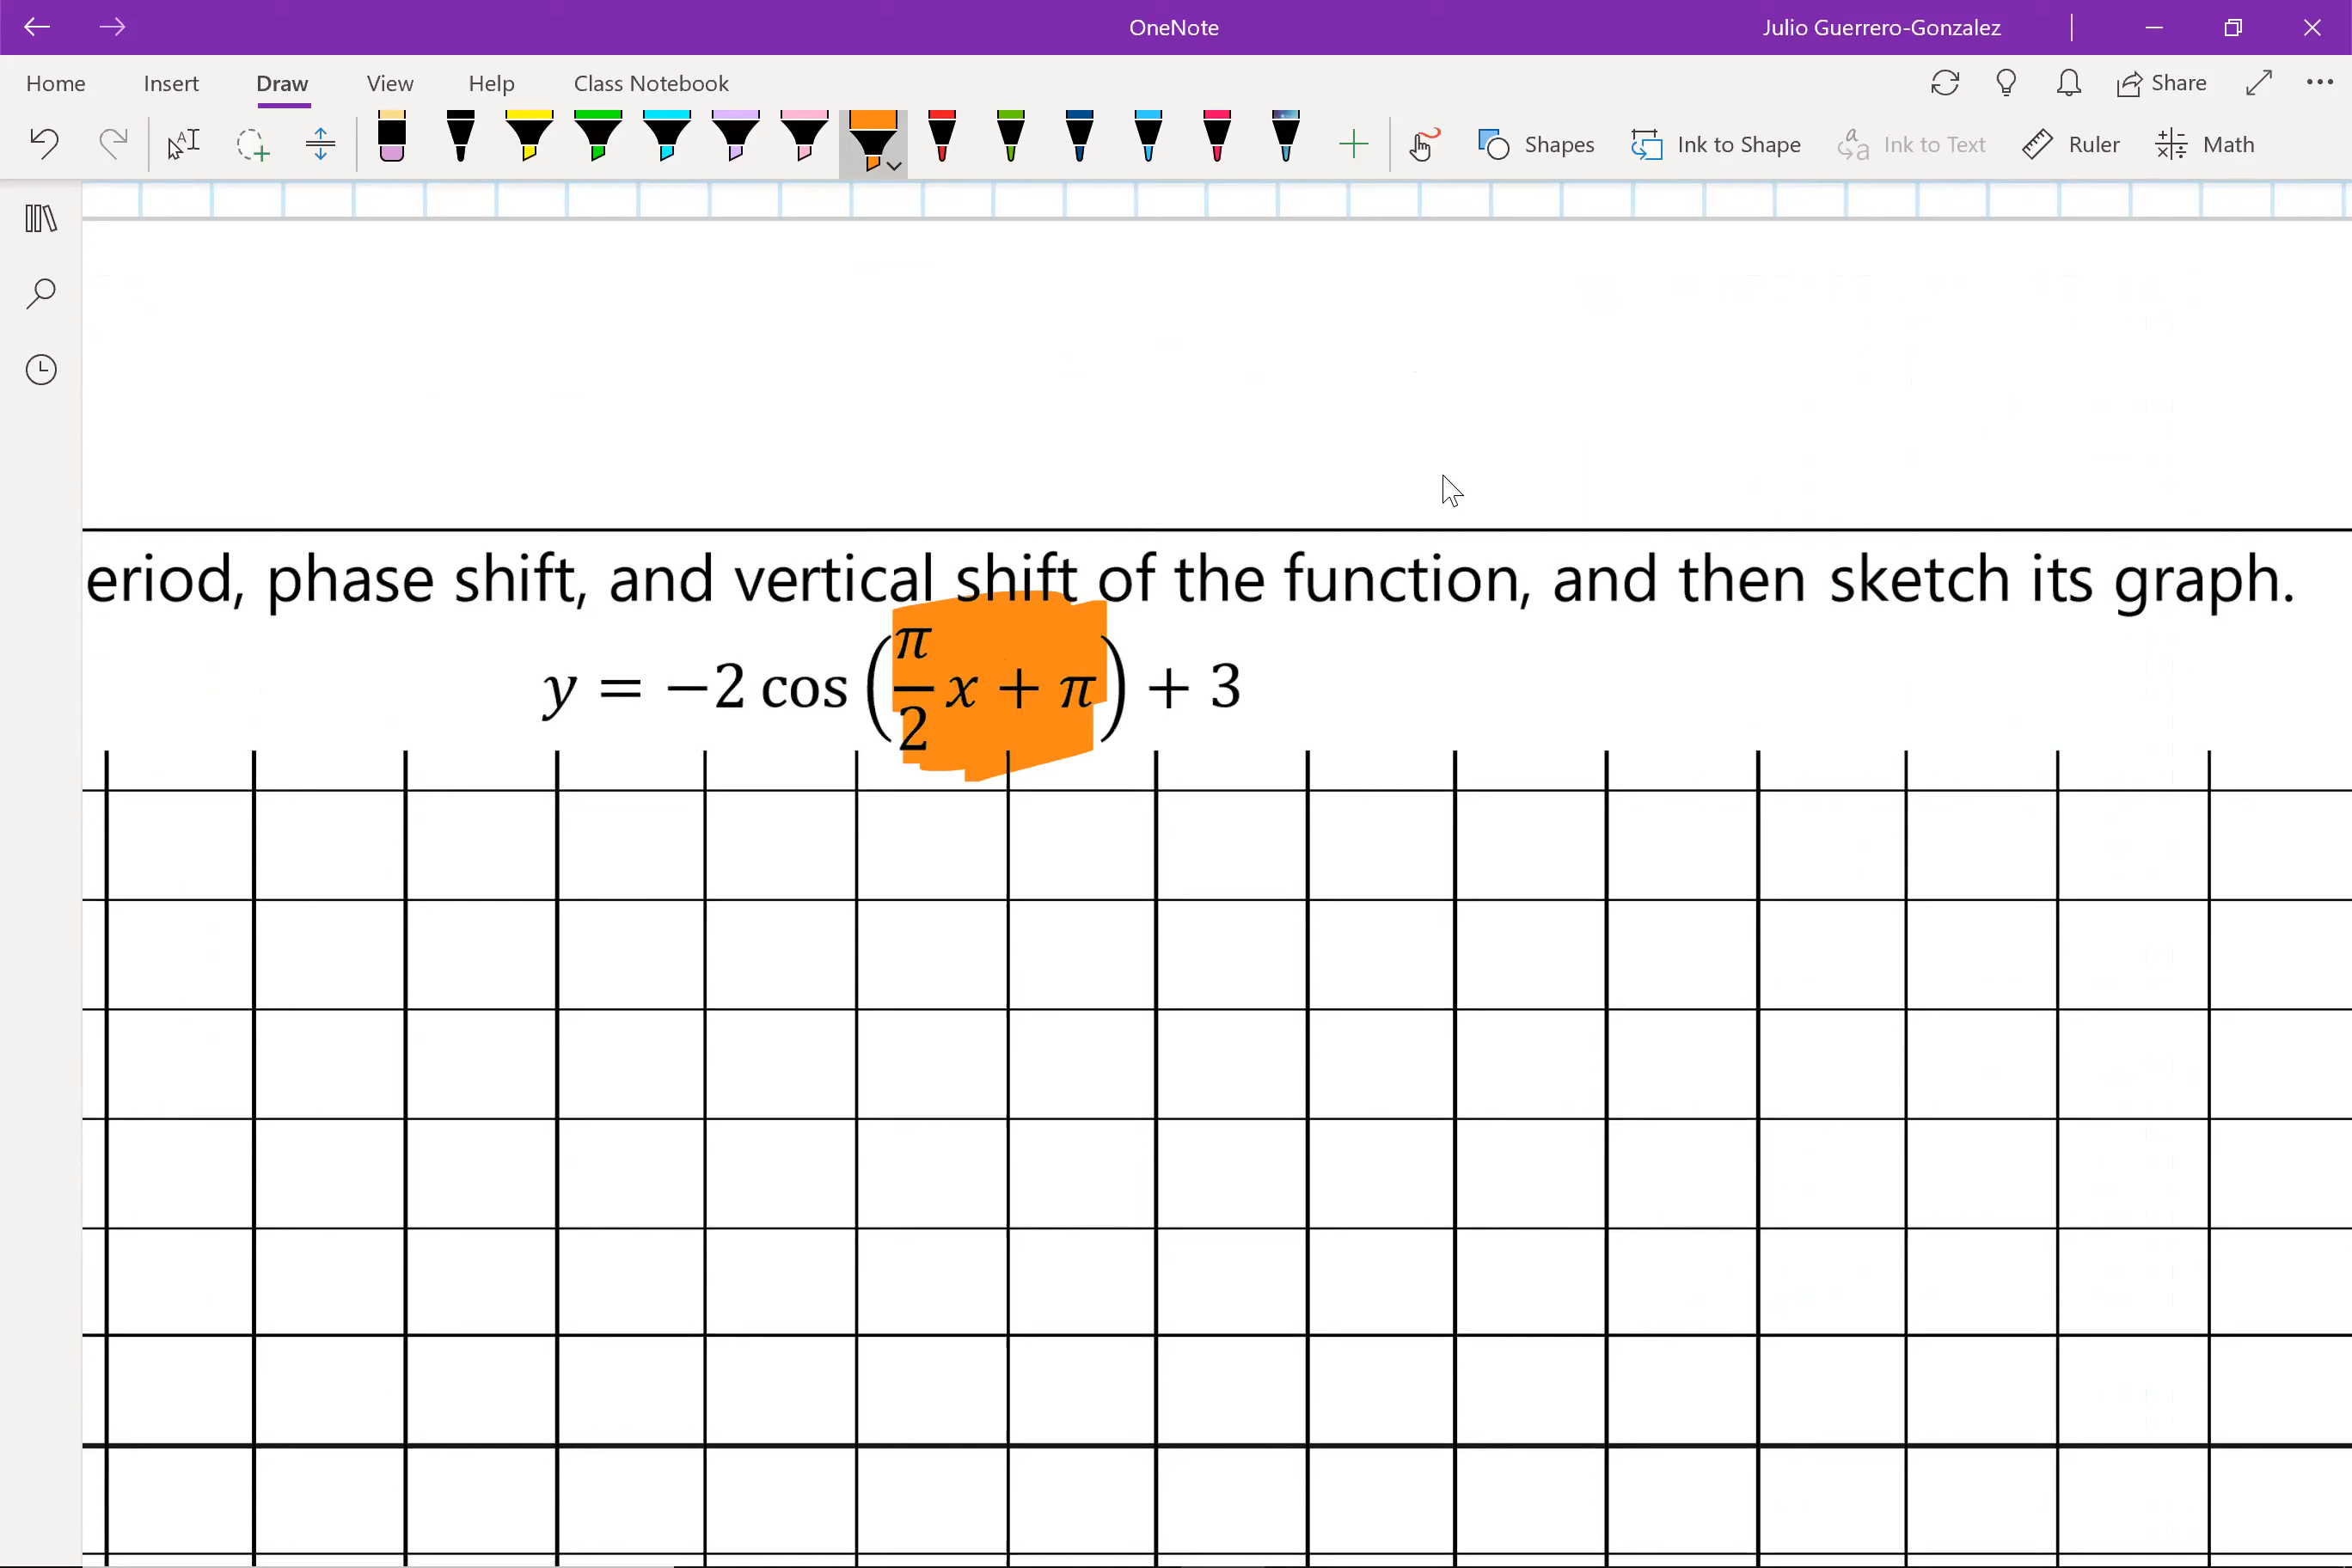 OneNote
Julio Guerrero-Gonzalez
Home Insert Draw View Help Class Notebook
Share
Shapes Ink to Shape Ink to Text Ruler Math
eriod, phase shift, and vertical shift of the function, and then sketch its graph.
y = −2 cos (π/2 x + π) + 3